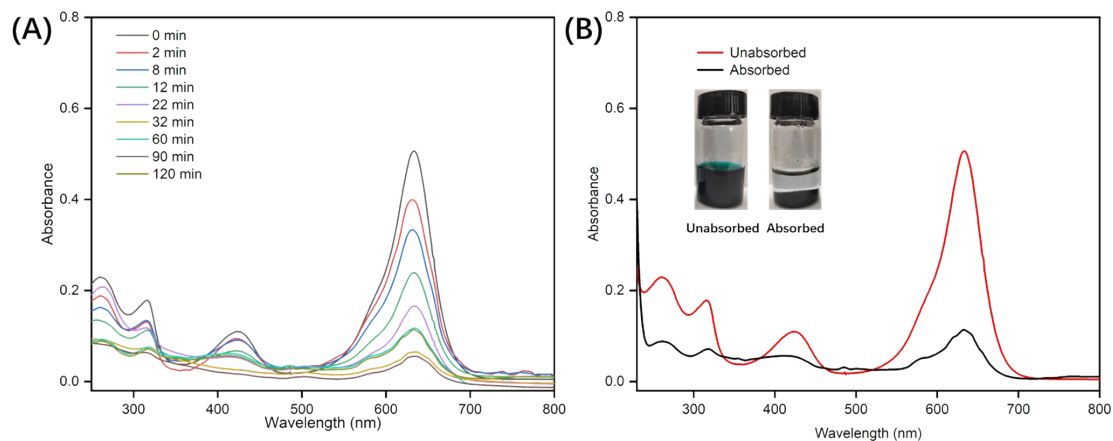 (A)
0.8
0.6
0.4
0.2
0.0
Absorbance
0 min
2 min
8 min
12 min
22 min
32 min
60 min
90 min
120 min
300 400 500 600 700 800
Wavelength (nm)
(B)
0.8
0.6
0.4
0.2
0.0
Absorbance
Unabsorbed
Absorbed
Unabsorbed Absorbed
300 400 500 600 700 800
Wavelength (nm)